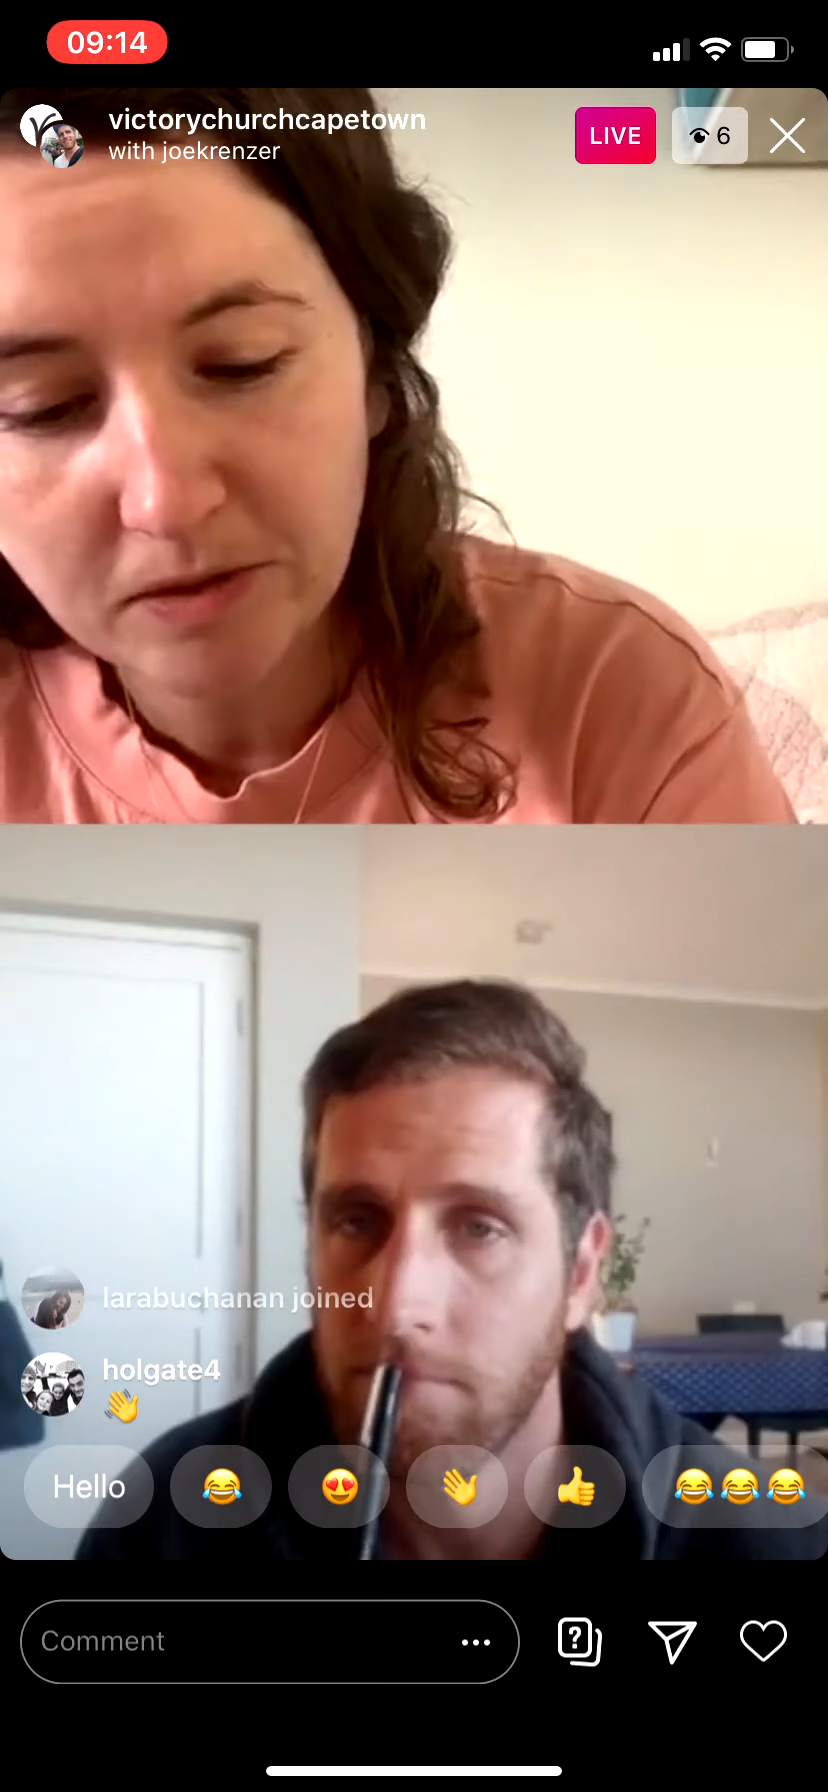 09:14
victorychurchcapetown
with joekrenzer
LIVE
6
larabuchanan joined
holgate4
👋
Hello 😂 😍 👋 👍 😂😂😂
Comment